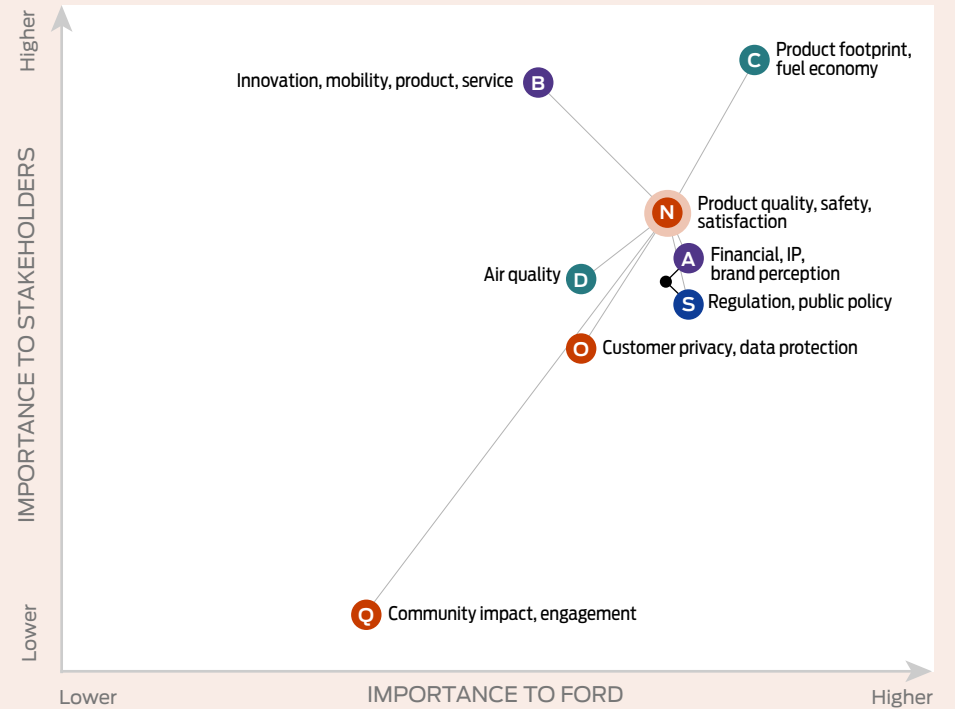 Higher
C
Product footprint,
fuel economy
Innovation, mobility, product, service
B
N
Product quality, safety,
satisfaction
A
Financial, IP,
brand perception
Air quality
D
S
Regulation, public policy
O
Customer privacy, data protection
IMPORTANCE TO STAKEHOLDERS
Q
Community impact, engagement
Lower
Lower
IMPORTANCE TO FORD
Higher